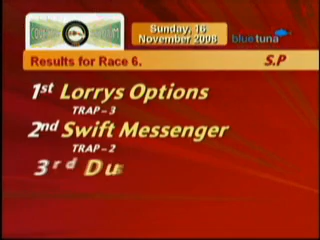 Sunday, 16
November 2008
bluetuna
Results for Race 6.
S.P
1st Lorrys Options
TRAP - 3
2nd Swift Messenger
TRAP - 2
3rd Dus